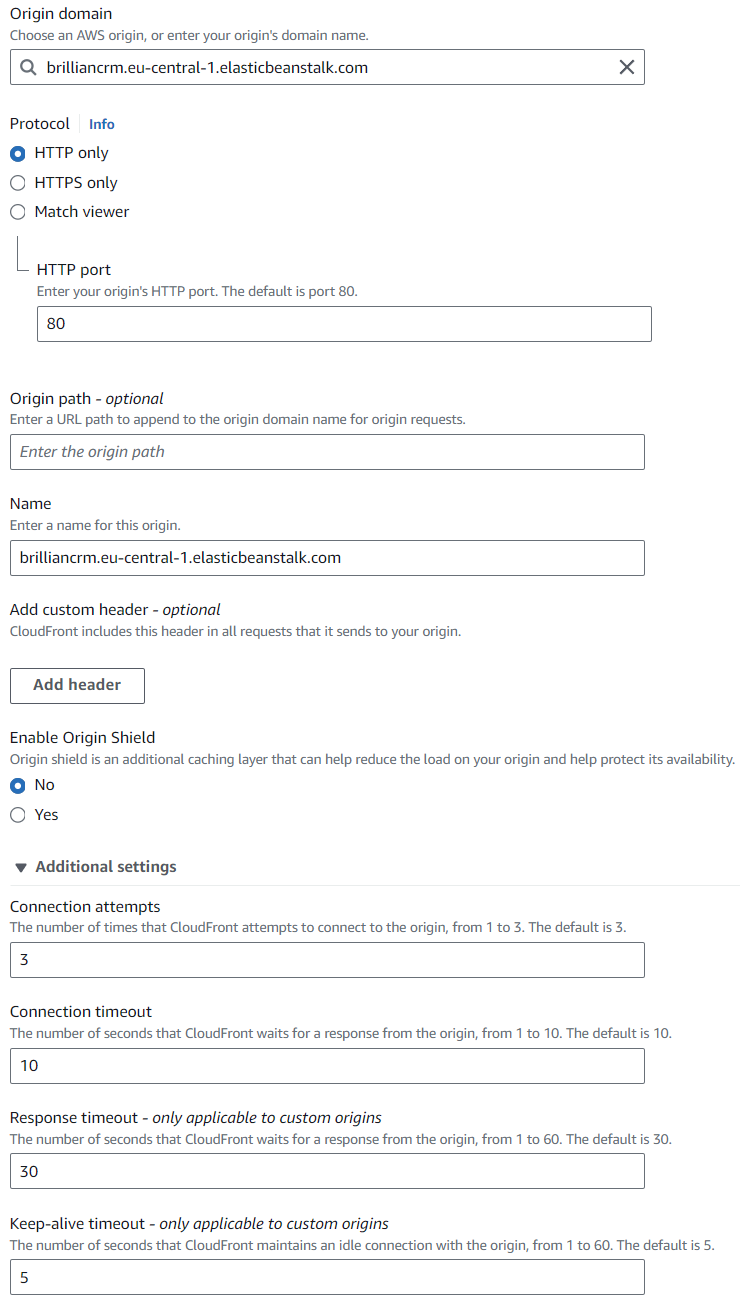 Origin domain
Choose an AWS origin, or enter your origin's domain name.
brilliancrm.eu-central-1.elasticbeanstalk.com
Protocol Info
HTTP only
HTTPS only
Match viewer
HTTP port
Enter your origin's HTTP port. The default is port 80.
80
Origin path - optional
Enter a URL path to append to the origin domain name for origin requests.
Enter the origin path
Name
Enter a name for this origin.
brilliancrm.eu-central-1.elasticbeanstalk.com
Add custom header - optional
CloudFront includes this header in all requests that it sends to your origin.
Add header
Enable Origin Shield
Origin shield is an additional caching layer that can help reduce the load on your origin and help protect its availability.
No
Yes
Additional settings
Connection attempts
The number of times that CloudFront attempts to connect to the origin, from 1 to 3. The default is 3.
3
Connection timeout
The number of seconds that CloudFront waits for a response from the origin, from 1 to 10. The default is 10.
10
Response timeout - only applicable to custom origins
The number of seconds that CloudFront waits for a response from the origin, from 1 to 60. The default is 30.
30
Keep-alive timeout - only applicable to custom origins
The number of seconds that CloudFront maintains an idle connection with the origin, from 1 to 60. The default is 5.
5